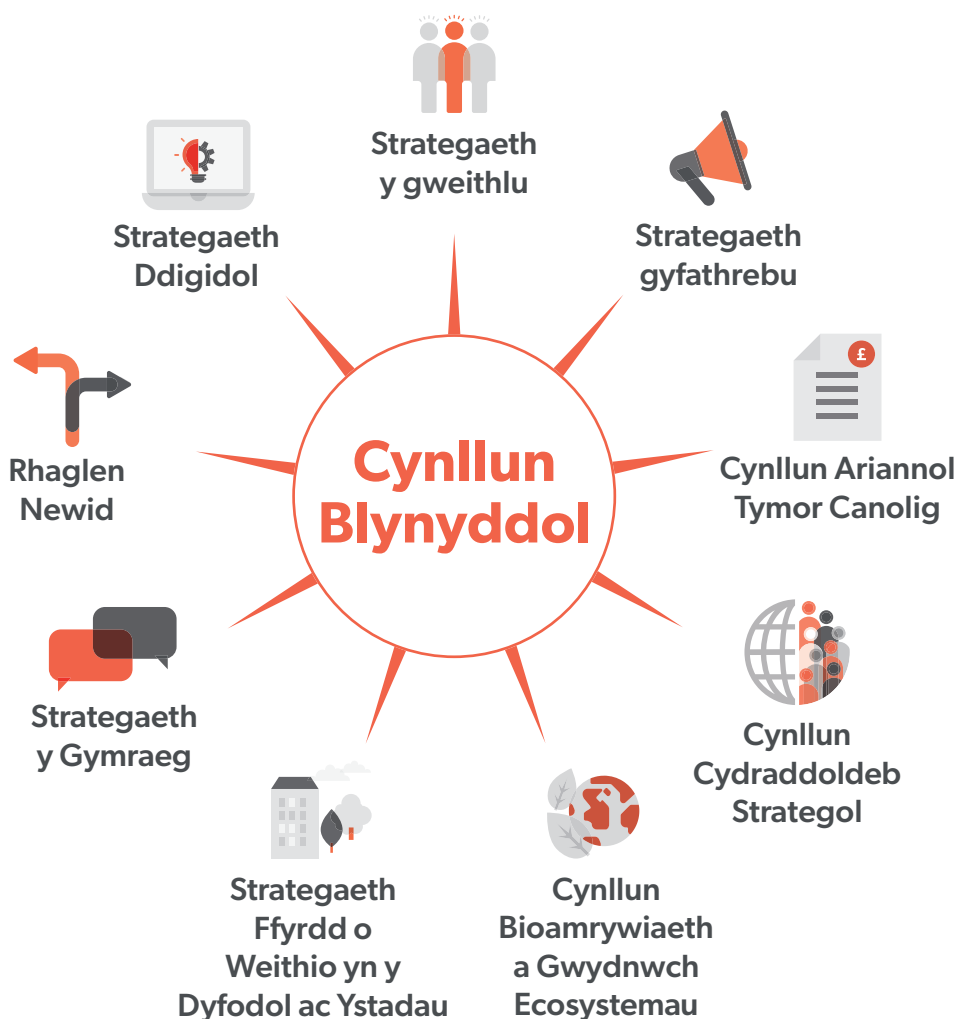 Strategaeth
y gweithlu
Strategaeth
Ddigidol
Strategaeth
gyfathrebu
£
Rhaglen
Newid
Cynllun
Blynyddol
Cynllun Ariannol
Tymor Canolig
Strategaeth
y Gymraeg
Cynllun
Cydraddoldeb
Strategol
Strategaeth
Ffyrdd o
Weithio yn y
Dyfodol ac Ystadau
Cynllun
Bioamrywiaeth
a Gwydnwch
Ecosystemau